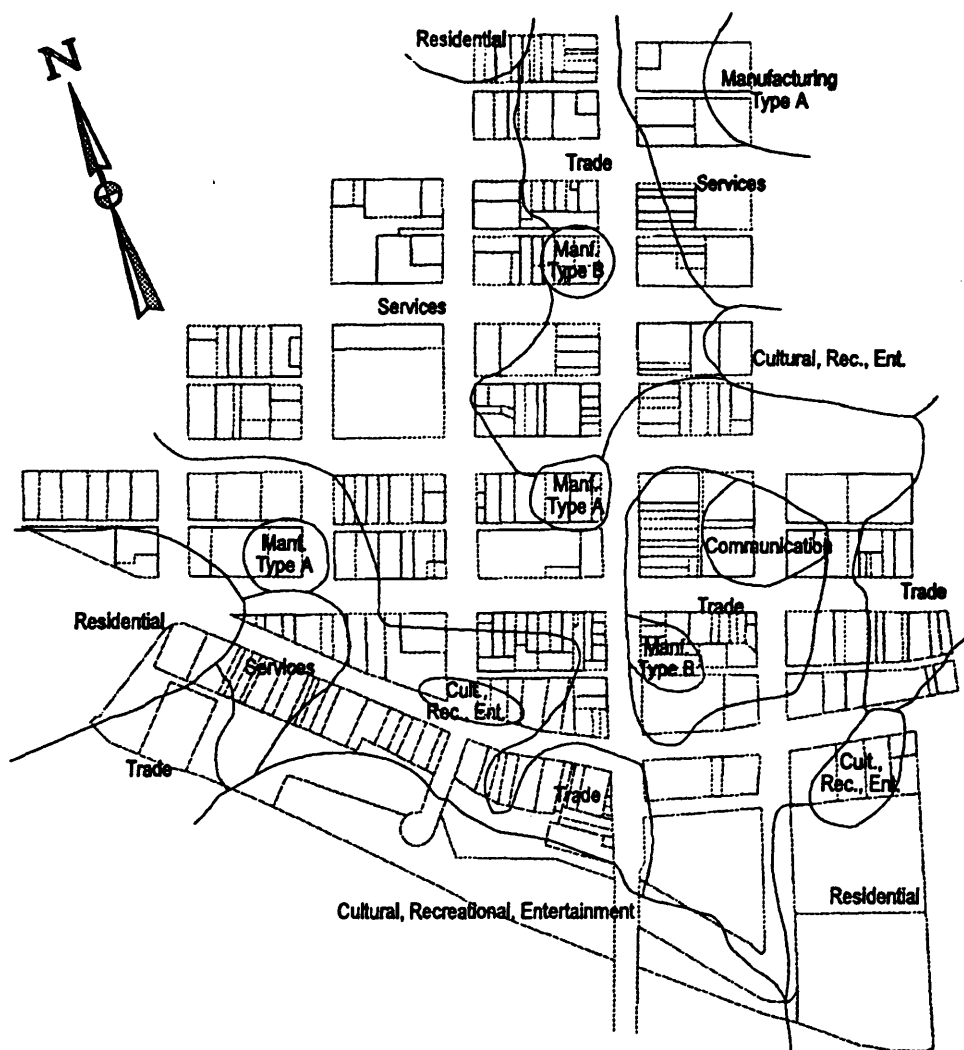 N
Residential
Manufacturing
Type A
Trade
Services
Manf.
Type B
Services
Cultural, Rec., Ent.
Manf.
Type A
Manf.
Type A
Communication
Trade
Trade
Residential
Manf.
Type B
Services
Cult.,
Rec., Ent.
Trade
Cult.,
Rec., Ent.
Trade
Residential
Cultural, Recreational, Entertainment